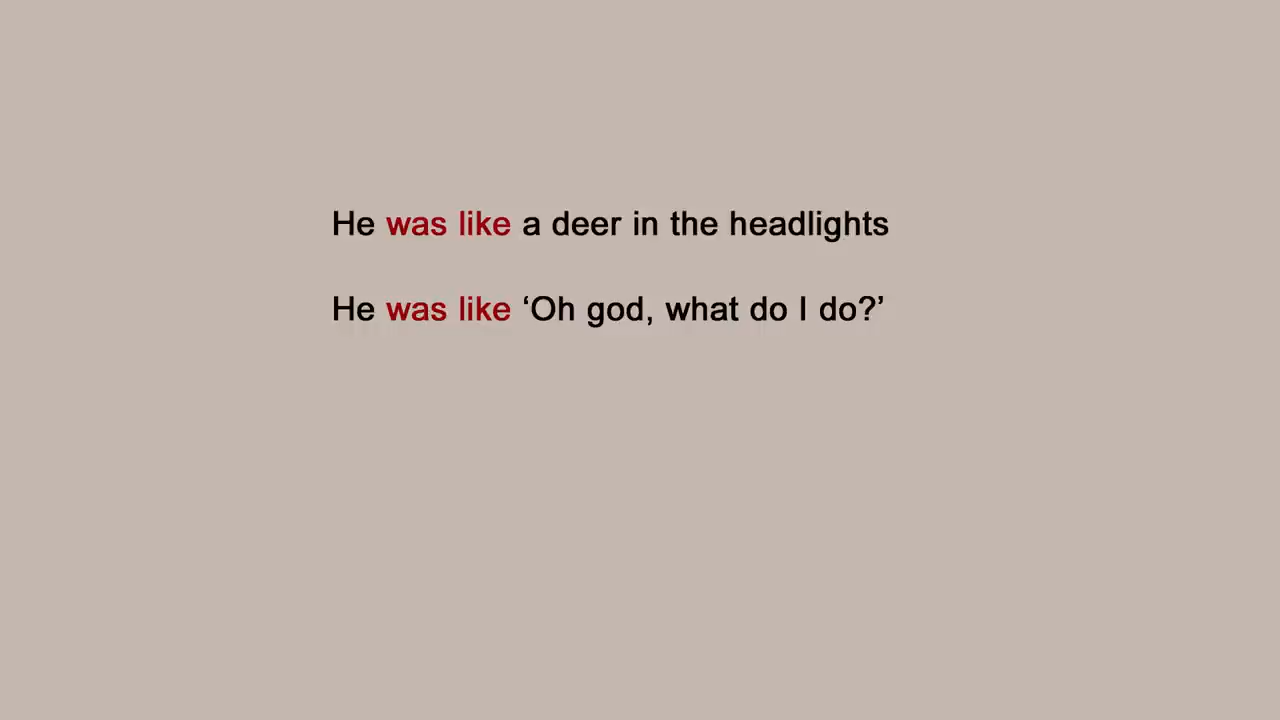 He was like a deer in the headlights
He was like ‘Oh god, what do I do?’